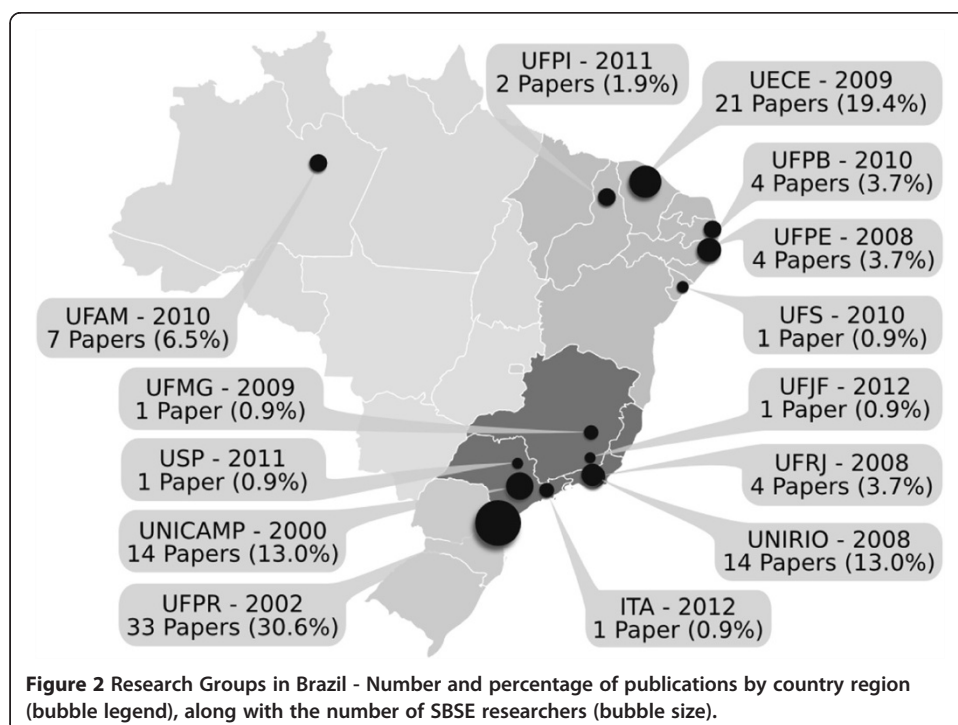 UFPI - 2011
2 Papers (1.9%)
UECE - 2009
21 Papers (19.4%)
UFPB - 2010
4 Papers (3.7%)
UFPE - 2008
4 Papers (3.7%)
UFAM - 2010
7 Papers (6.5%)
UFS - 2010
1 Paper (0.9%)
UFMG - 2009
1 Paper (0.9%)
UFJF - 2012
1 Paper (0.9%)
USP - 2011
1 Paper (0.9%)
UFRJ - 2008
4 Papers (3.7%)
UNICAMP - 2000
14 Papers (13.0%)
UNIRIO - 2008
14 Papers (13.0%)
UFPR - 2002
33 Papers (30.6%)
ITA - 2012
1 Paper (0.9%)
Figure 2 Research Groups in Brazil - Number and percentage of publications by country region
(bubble legend), along with the number of SBSE researchers (bubble size).